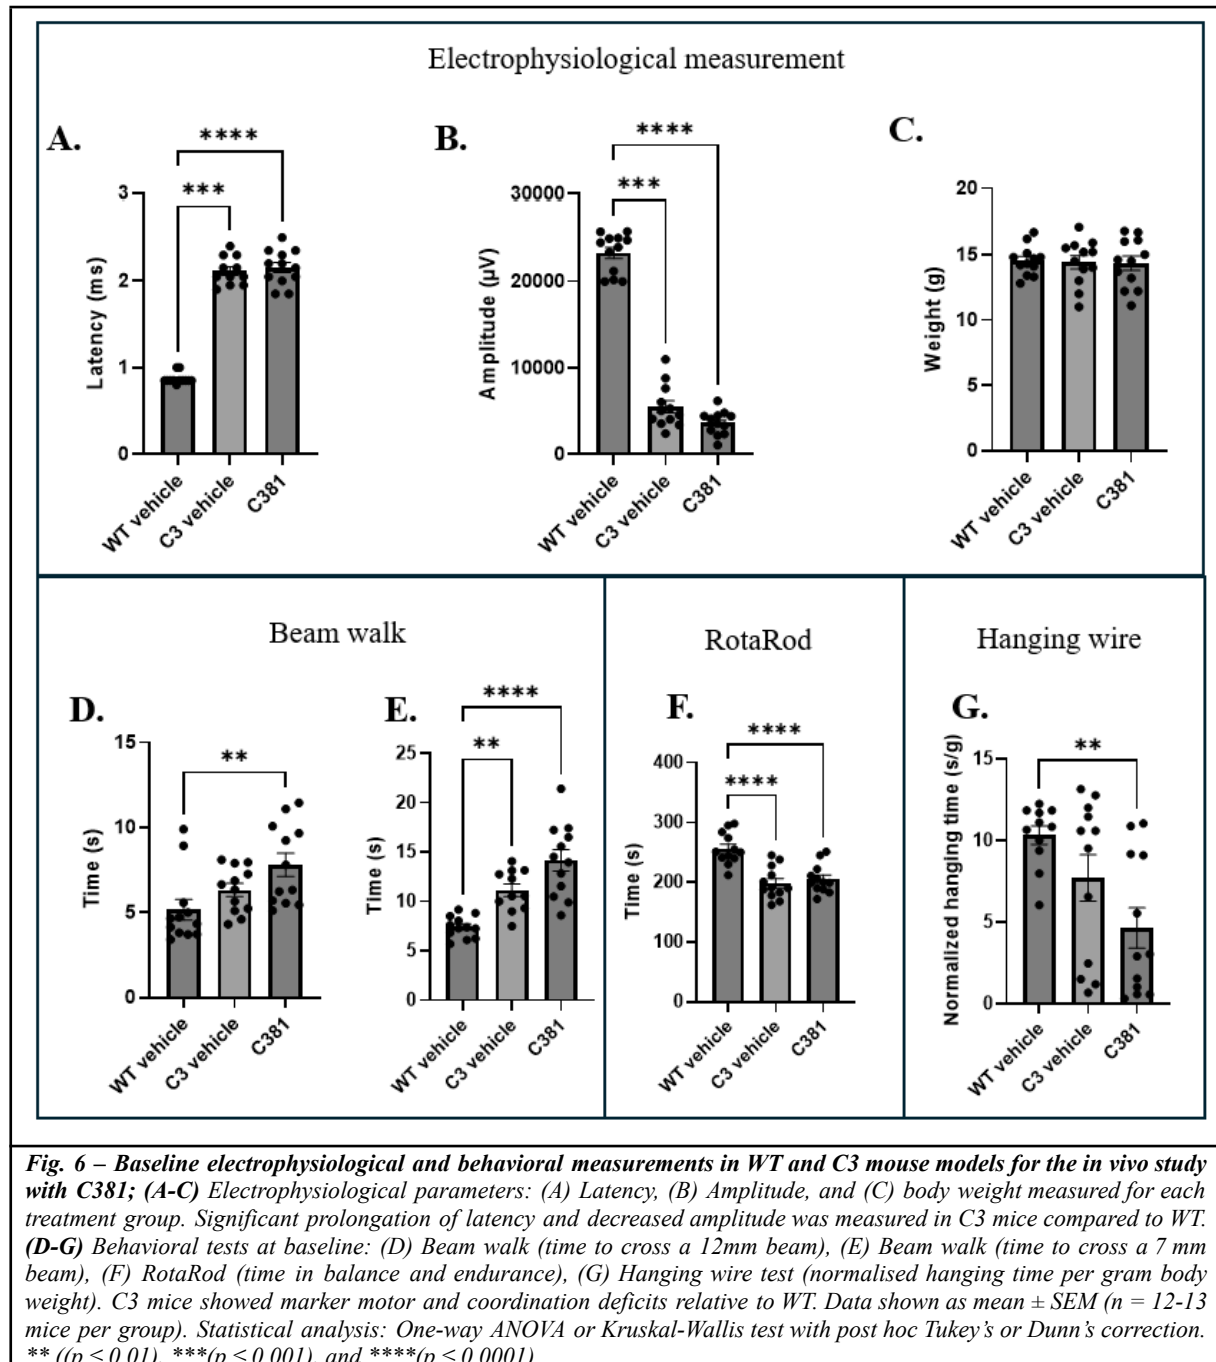 Electrophysiological measurement
A.
****
***
Latency (ms)
3
2
1
0
WT vehicle
C3 vehicle
C381
B.
****
***
Amplitude (µV)
30000
20000
10000
0
WT vehicle
C3 vehicle
C381
C.
Weight (g)
20
15
10
5
0
WT vehicle
C3 vehicle
C381
Beam walk
D.
**
Time (s)
15
10
5
0
WT vehicle
C3 vehicle
C381
E.
****
**
Time (s)
25
20
15
10
5
0
WT vehicle
C3 vehicle
C381
RotaRod
F.
****
****
Time (s)
400
300
200
100
0
WT vehicle
C3 vehicle
C381
Hanging wire
G.
**
Normalized hanging time (s/g)
15
10
5
0
WT vehicle
C3 vehicle
C381
Fig. 6 – Baseline electrophysiological and behavioral measurements in WT and C3 mouse models for the in vivo study
with C381; (A-C) Electrophysiological parameters: (A) Latency, (B) Amplitude, and (C) body weight measured for each
treatment group. Significant prolongation of latency and decreased amplitude was measured in C3 mice compared to WT.
(D-G) Behavioral tests at baseline: (D) Beam walk (time to cross a 12mm beam), (E) Beam walk (time to cross a 7 mm
beam), (F) RotaRod (time in balance and endurance), (G) Hanging wire test (normalised hanging time per gram body
weight). C3 mice showed marker motor and coordination deficits relative to WT. Data shown as mean ± SEM (n = 12-13
mice per group). Statistical analysis: One-way ANOVA or Kruskal-Wallis test with post hoc Tukey's or Dunn's correction.
** ((p < 0.01), ***(p < 0.001), and ****(p < 0.0001)